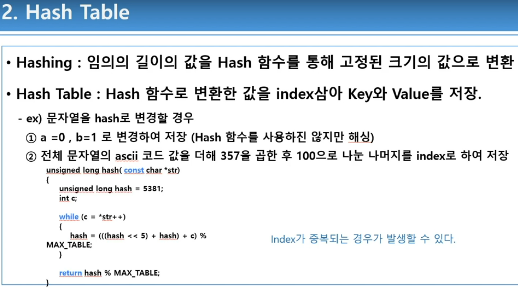 2. Hash Table
• Hashing : 임의의 길이의 값을 Hash 함수를 통해 고정된 크기의 값으로 변환
• Hash Table : Hash 함수로 변환한 값을 index삼아 Key와 Value를 저장.
- ex) 문자열을 hash로 변경할 경우
① a =0 , b=1 로 변경하여 저장 (Hash 함수를 사용하진 않지만 해싱)
② 전체 문자열의 ascii 코드 값을 더해 357을 곱한 후 100으로 나눈 나머지를 index로 하여 저장
unsigned long hash( const char *str)
{
unsigned long hash = 5381;
int c;
while (c = *str++)
{
hash = (((hash << 5) + hash) + c) %
MAX_TABLE;
}
return hash % MAX_TABLE;
}
Index가 중복되는 경우가 발생할 수 있다.